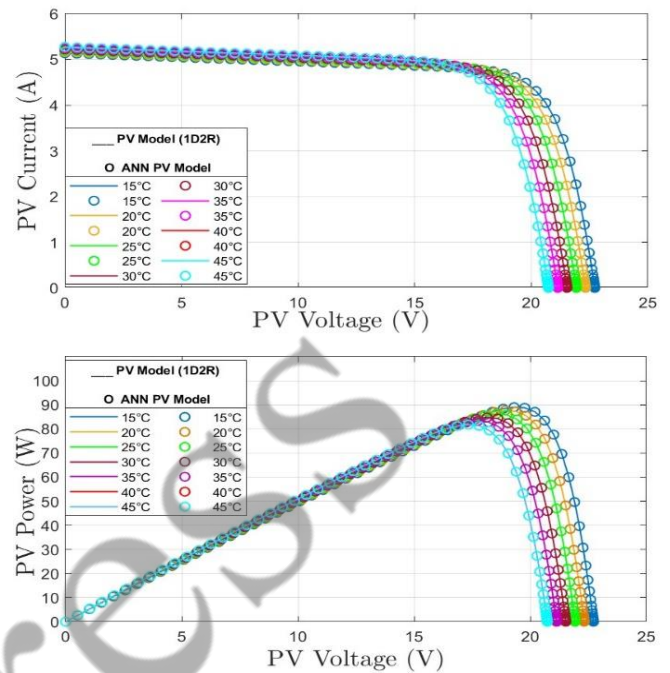 PV Current (A)
6
5
4
3
2
1
0
___ PV Model (1D2R)
O ANN PV Model
15°C 30°C
15°C 35°C
20°C 35°C
20°C 40°C
25°C 40°C
25°C 45°C
30°C 45°C
0 5 10 15 20 25
PV Voltage (V)
PV Power (W)
100
90
80
70
60
50
40
30
20
10
0
___ PV Model (1D2R)
O ANN PV Model
15°C 15°C
20°C 20°C
25°C 25°C
30°C 30°C
35°C 35°C
40°C 40°C
45°C 45°C
0 5 10 15 20 25
PV Voltage (V)
ess